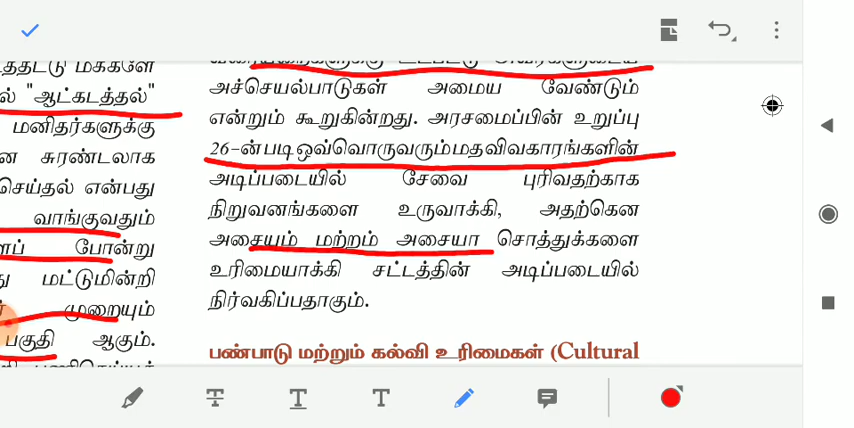 மக்களே
"ஆட்கடத்தல்"
மனிதர்களுக்கு
சுரண்டலாக
செய்தல் என்பது
வாங்குவதும்
போன்று
மட்டுமின்றி
முறையும்
பகுதி ஆகும்.
அச்செயல்பாடுகள் அமைய வேண்டும்
என்றும் கூறுகின்றது. அரசமைப்பின் உறுப்பு
26-ன்படிஒவ்வொருவரும்மதவிவகாரங்களின்
அடிப்படையில் சேவை புரிவதற்காக
நிறுவனங்களை உருவாக்கி, அதற்கென
அசையும் மற்றும் அசையா சொத்துக்களை
உரிமையாக்கி சட்டத்தின் அடிப்படையில்
நிர்வகிப்பதாகும்.
பண்பாடு மற்றும் கல்வி உரிமைகள் (Cultural